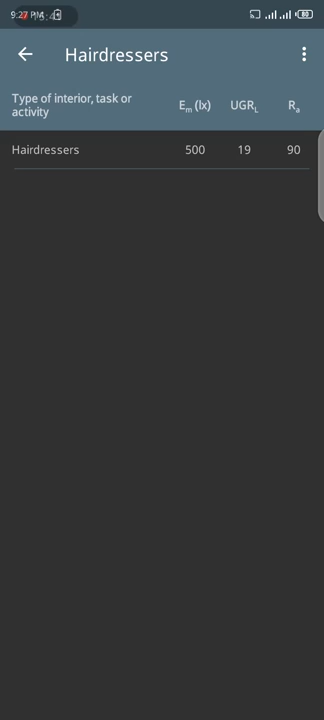 9:27 PM
Hairdressers
Type of interior, task or
activity
Em (lx)
UGRL
Ra
Hairdressers 500 19 90